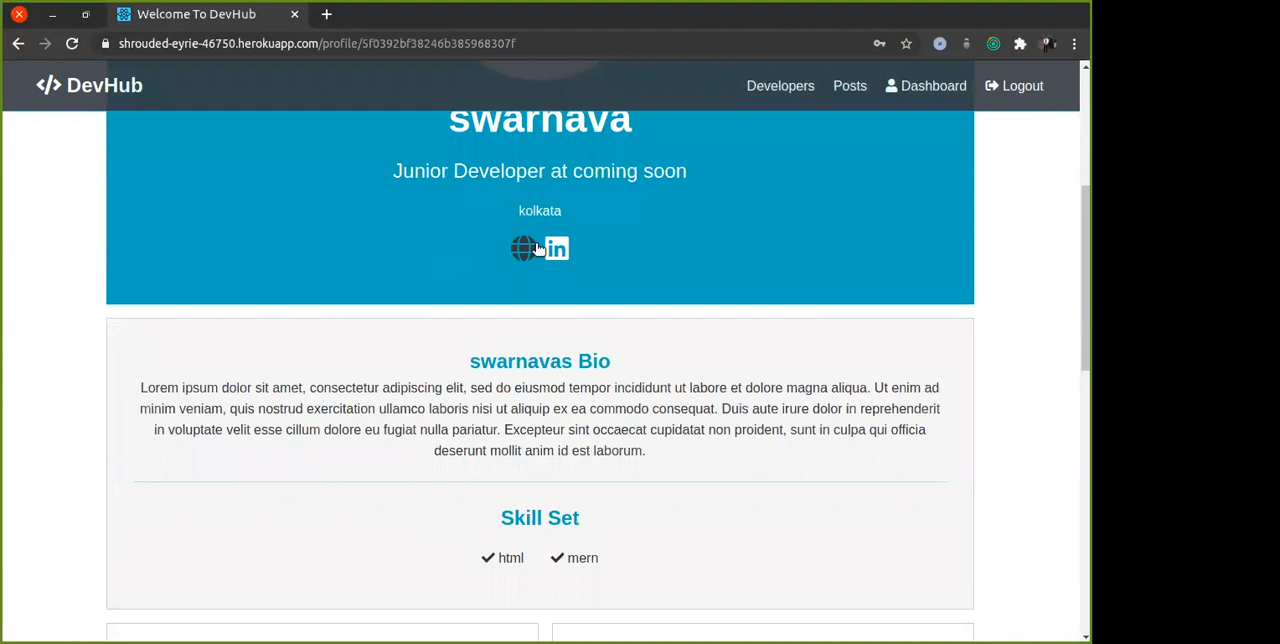 Welcome To DevHub
shrouded-eyrie-46750.herokuapp.com/profile/5f0392bf38246b385968307f
</> DevHub
Developers Posts Dashboard Logout
swarnava
Junior Developer at coming soon
kolkata
in
swarnavas Bio
Lorem ipsum dolor sit amet, consectetur adipiscing elit, sed do eiusmod tempor incididunt ut labore et dolore magna aliqua. Ut enim ad
minim veniam, quis nostrud exercitation ullamco laboris nisi ut aliquip ex ea commodo consequat. Duis aute irure dolor in reprehenderit
in voluptate velit esse cillum dolore eu fugiat nulla pariatur. Excepteur sint occaecat cupidatat non proident, sunt in culpa qui officia
deserunt mollit anim id est laborum.
Skill Set
html mern